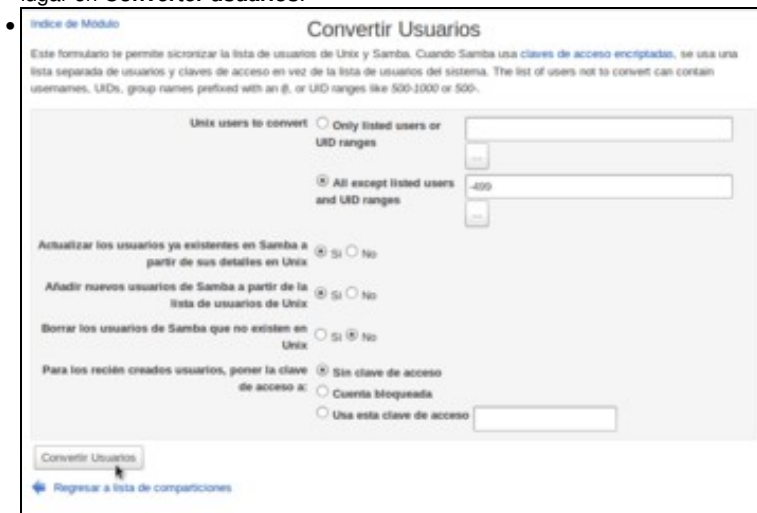 Índice de Módulo
Convertir Usuarios
Este formulario te permite sicronizar la lista de usuarios de Unix y Samba. Cuando Samba usa claves de acceso encriptadas, se usa una
lista separada de usuarios y claves de acceso en vez de la lista de usuarios del sistema. The list of users not to convert can contain
usernames, UIDs, group names prefixed with an @, or UID ranges like 500-1000 or 500-.
Unix users to convert Only listed users or
UID ranges
...
All except listed users -499
and UID ranges
...
Actualizar los usuarios ya existentes en Samba a Si No
partir de sus detalles en Unix
Añadir nuevos usuarios de Samba a partir de la Si No
lista de usuarios de Unix
Borrar los usuarios de Samba que no existen en Si No
Unix
Para los recién creados usuarios, poner la clave Sin clave de acceso
de acceso a: Cuenta bloqueada
Usa esta clave de acceso
Convertir Usuarios
Regresar a lista de comparticiones